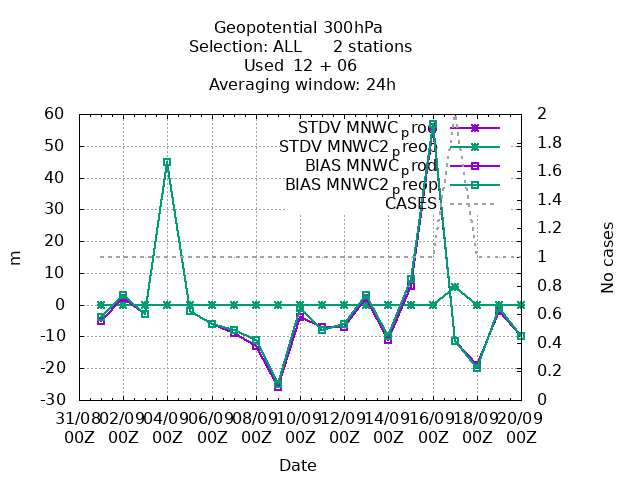 Geopotential 300hPa
Selection: ALL      2 stations
Used  12 + 06
Averaging window: 24h
60
50
40
30
20
10
0
-10
-20
-30
2
1.8
1.6
1.4
1.2
1
0.8
0.6
0.4
0.2
0
m
No cases
STDV MNWC_prod
STDV MNWC2_preop
BIAS MNWC_prod
BIAS MNWC2_preop
CASES
31/08 02/09 04/09 06/09 08/09 10/09 12/09 14/09 16/09 18/09 20/09
00Z 00Z 00Z 00Z 00Z 00Z 00Z 00Z 00Z 00Z 00Z
Date